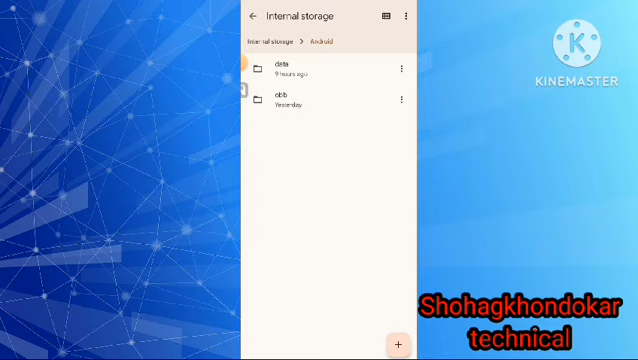 Internal storage
Internal storage > Android
data
9 hours ago
obb
Yesterday
KINEMASTER
Shohagkhondokar
technical